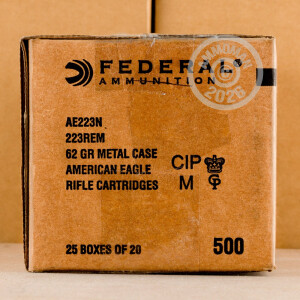 FEDERAL
AMMUNITION
AE223N
223REM
62 GR METAL CASE
AMERICAN EAGLE
RIFLE CARTRIDGES
CIP
M
25 BOXES OF 20
500